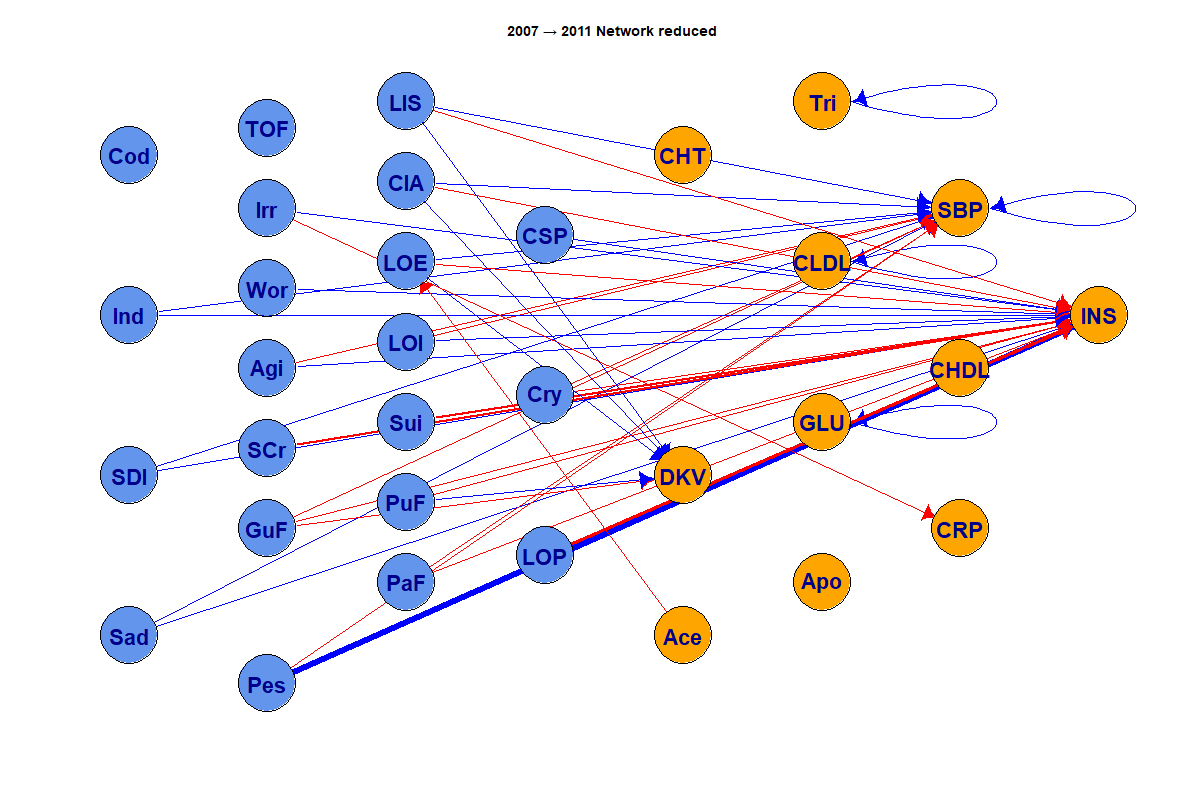 2007 → 2011 Network reduced
LIS
Tri
TOF
Cod
CHT
CIA
Irr
SBP
CSP
LOE
CLDL
Wor
Ind
INS
LOI
Agi
CHDL
Cry
Sui
GLU
SCr
SDI
DKV
PuF
GuF
CRP
LOP
PaF
Apo
Sad
Ace
Pes